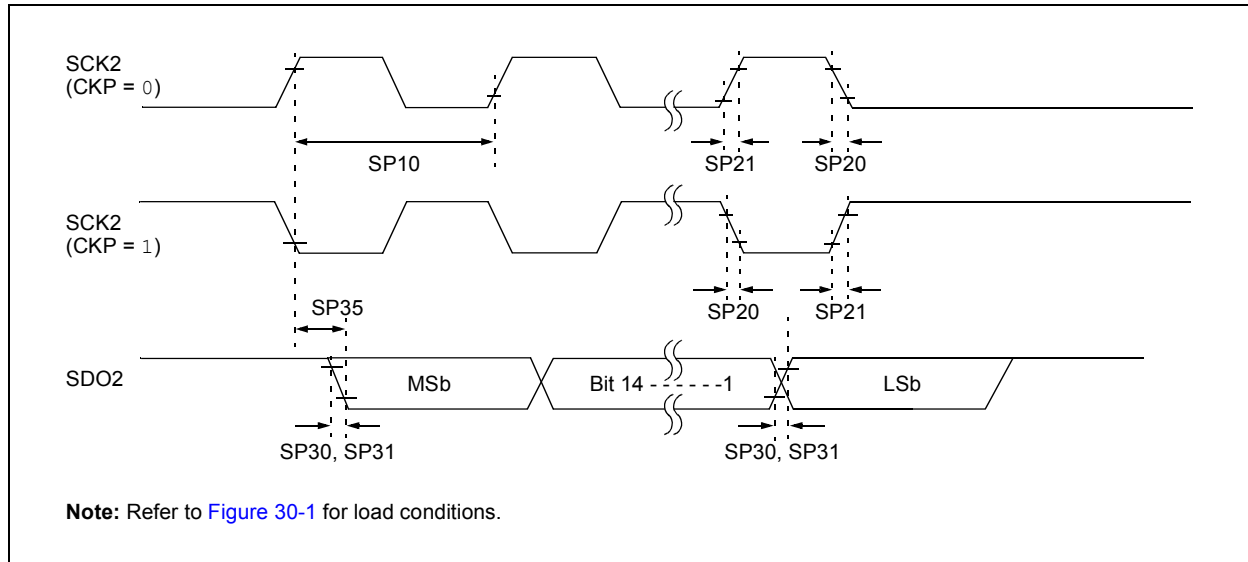 SCK2
(CKP = 0)
SP10
SP21
SP20
SCK2
(CKP = 1)
SP35
SP20
SP21
SDO2
MSb
Bit 14 - - - - - -1
LSb
SP30, SP31
SP30, SP31
Note: Refer to Figure 30-1 for load conditions.